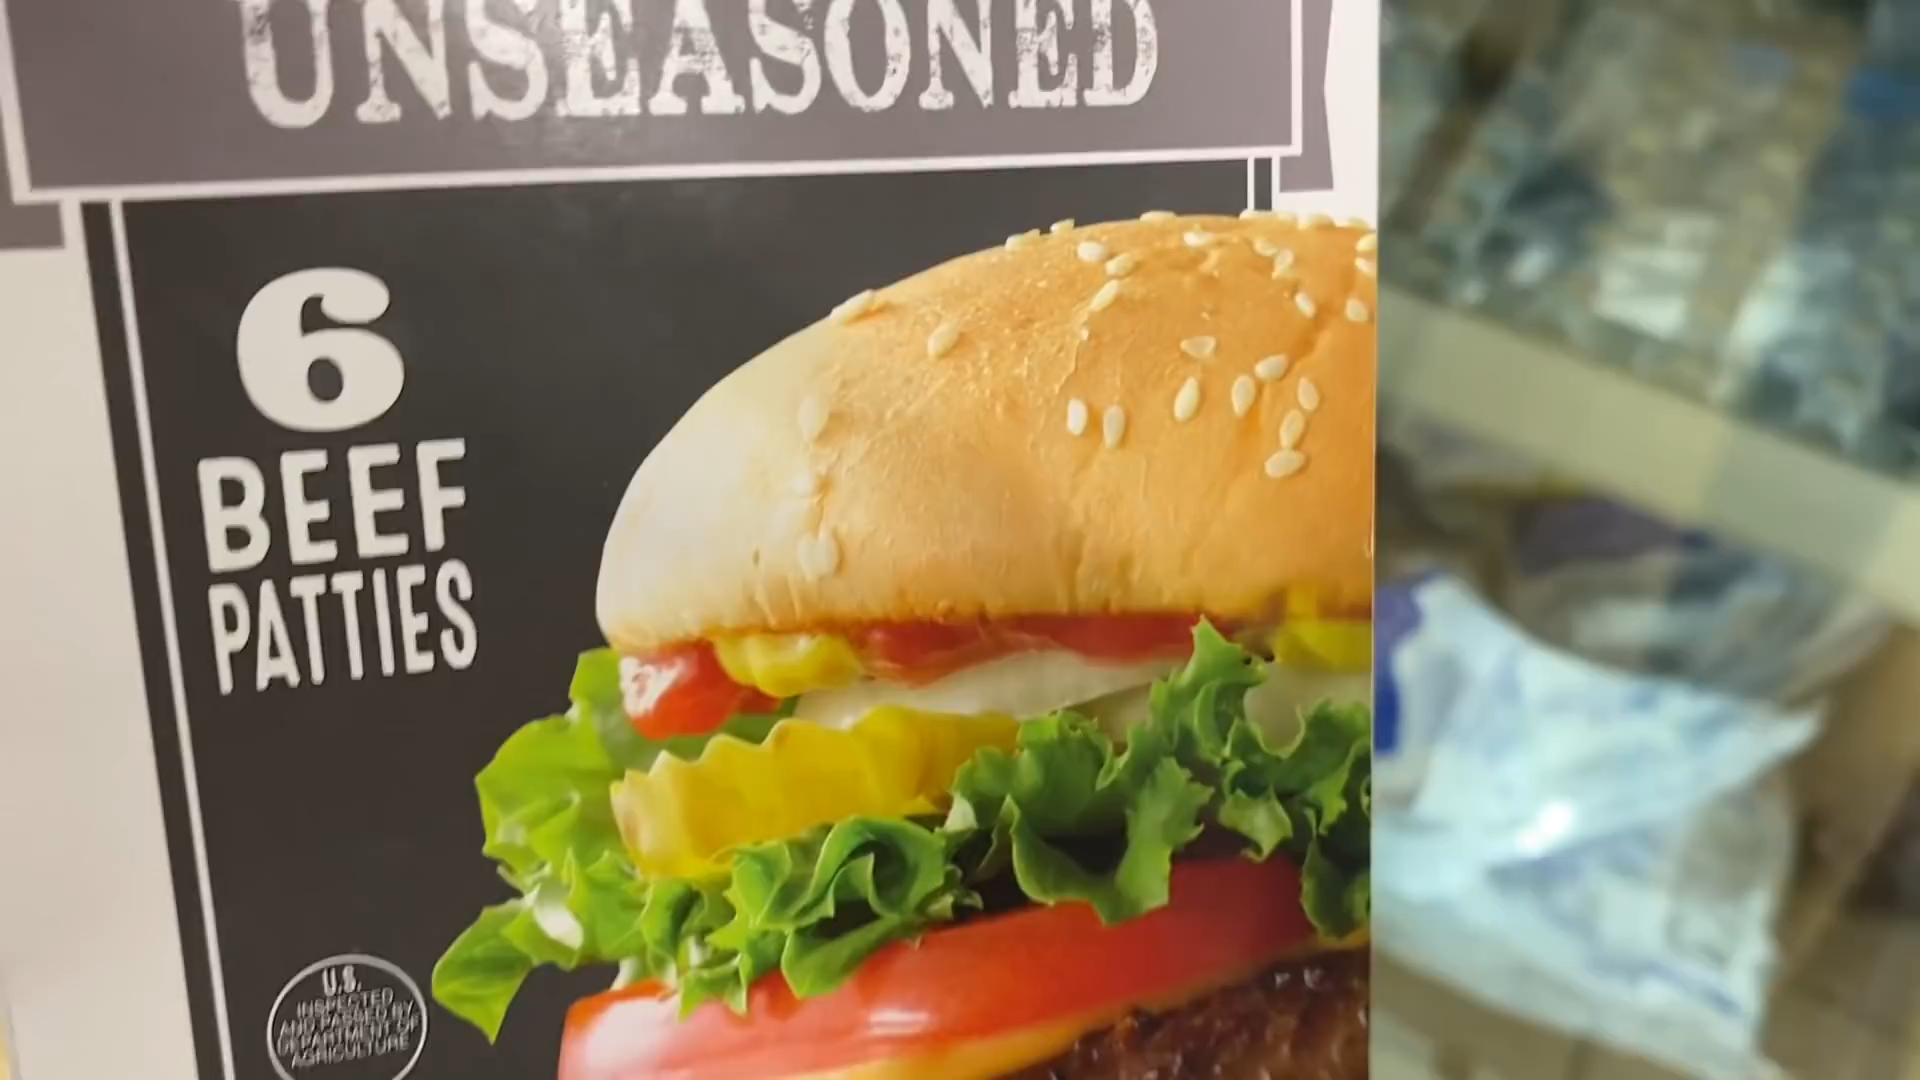 UNSEASONED
6
BEEF
PATTIES
U.S.
INSPECTED
AND PASSED BY
DEPARTMENT OF
AGRICULTURE